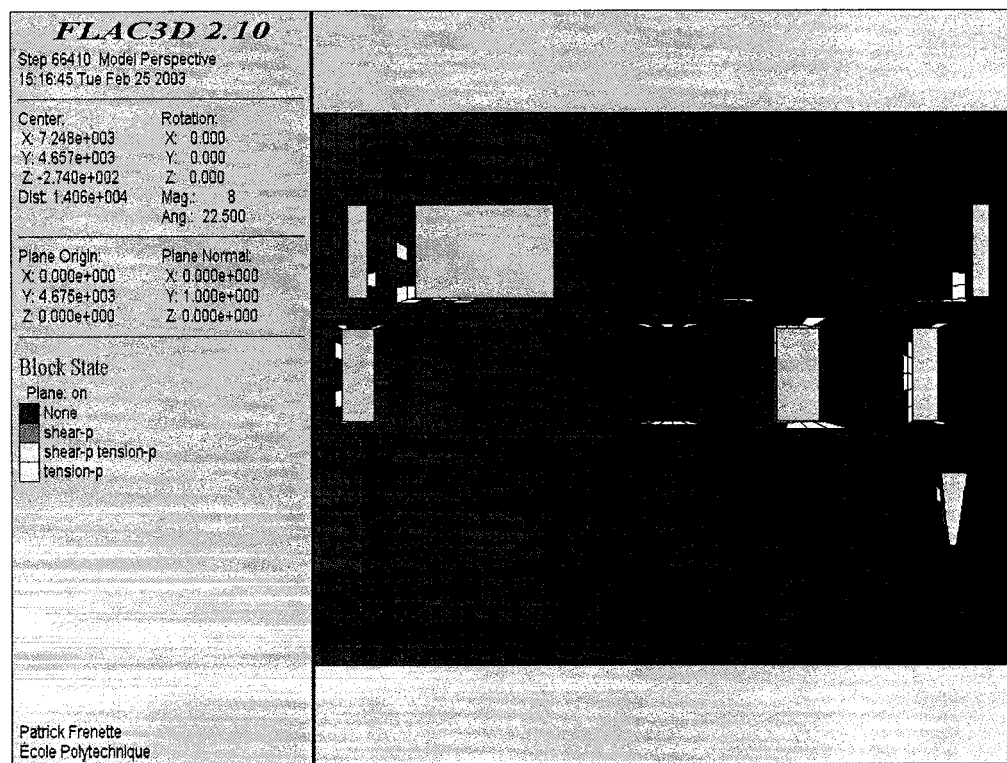 FLAC3D 2.10
Step 66410 Model Perspective
15:16:45 Tue Feb 25 2003
Center: Rotation:
X: 7.248e+003 X: 0.000
Y: 4.657e+003 Y: 0.000
Z: -2.740e+002 Z: 0.000
Dist: 1.406e+004 Mag.: 8
Ang.: 22.500
Plane Origin: Plane Normal:
X: 0.000e+000 X: 0.000e+000
Y: 4.675e+003 Y: 1.000e+000
Z: 0.000e+000 Z: 0.000e+000
Block State
Plane: on
None
shear-p
shear-p tension-p
tension-p
Patrick Frenette
École Polytechnique